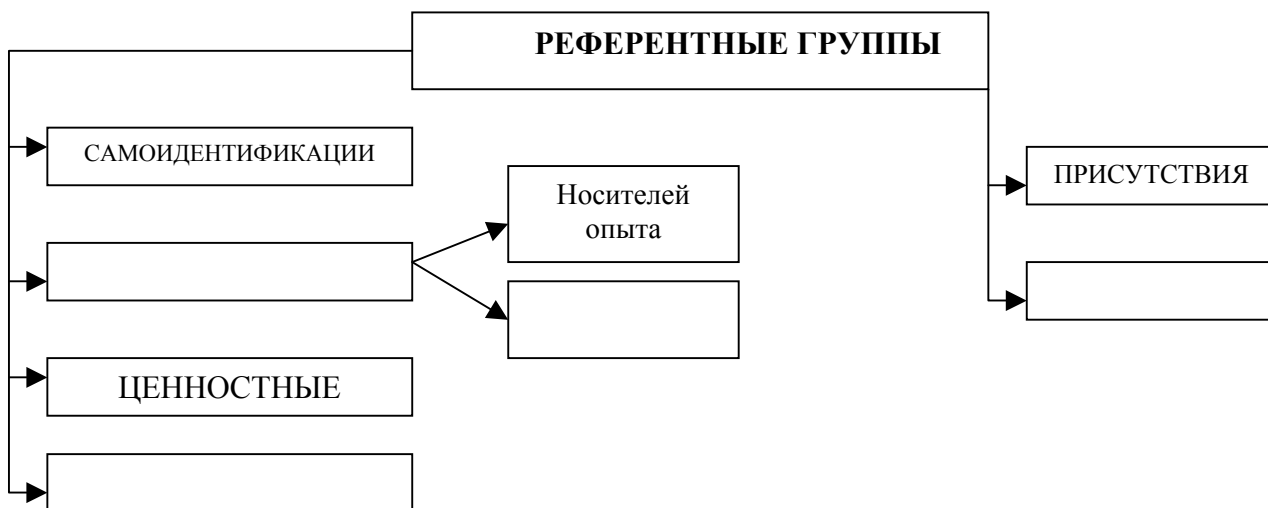 РЕФЕРЕНТНЫЕ ГРУППЫ
САМОИДЕНТИФИКАЦИИ
Носителей
опыта
ПРИСУТСТВИЯ
ЦЕННОСТНЫЕ